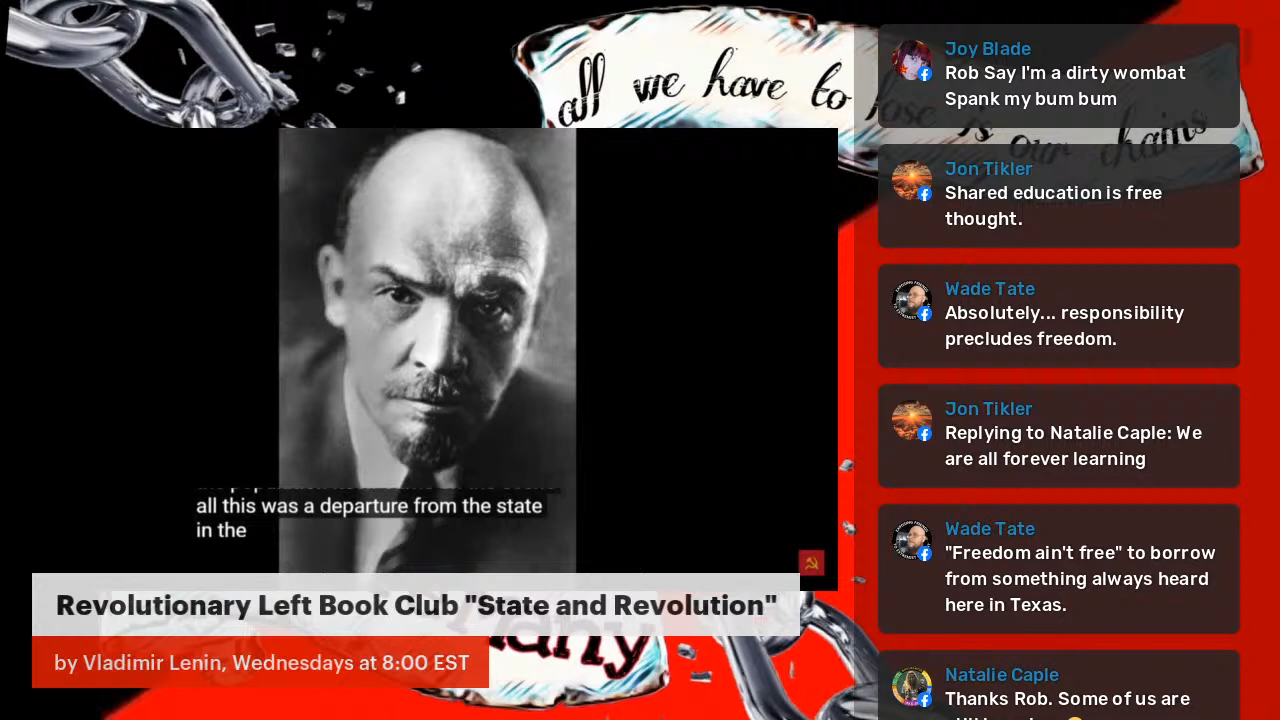 all we have to lose is our chains
all this was a departure from the state
in the
Revolutionary Left Book Club "State and Revolution"
by Vladimir Lenin, Wednesdays at 8:00 EST
Joy Blade
Rob Say I'm a dirty wombat
Spank my bum bum
Jon Tikler
Shared education is free
thought.
Wade Tate
Absolutely... responsibility
precludes freedom.
Jon Tikler
Replying to Natalie Caple: We
are all forever learning
Wade Tate
"Freedom ain't free" to borrow
from something always heard
here in Texas.
Natalie Caple
Thanks Rob. Some of us are